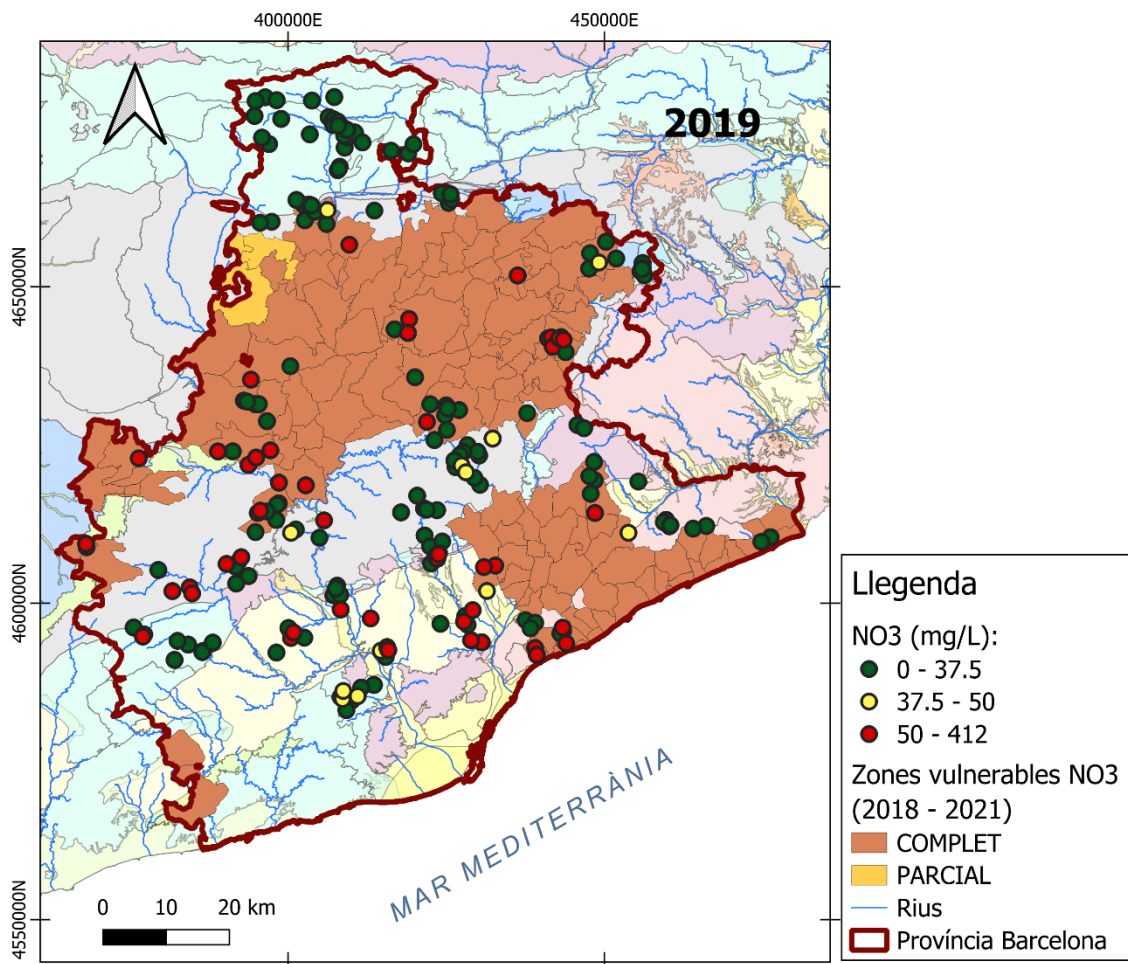 400000E
450000E
2019
4650000N
4600000N
4550000N
MAR MEDITERRÀNIA
0 10 20 km
Llegenda
NO3 (mg/L):
0 - 37.5
37.5 - 50
50 - 412
Zones vulnerables NO3
(2018 - 2021)
COMPLET
PARCIAL
Rius
Província Barcelona